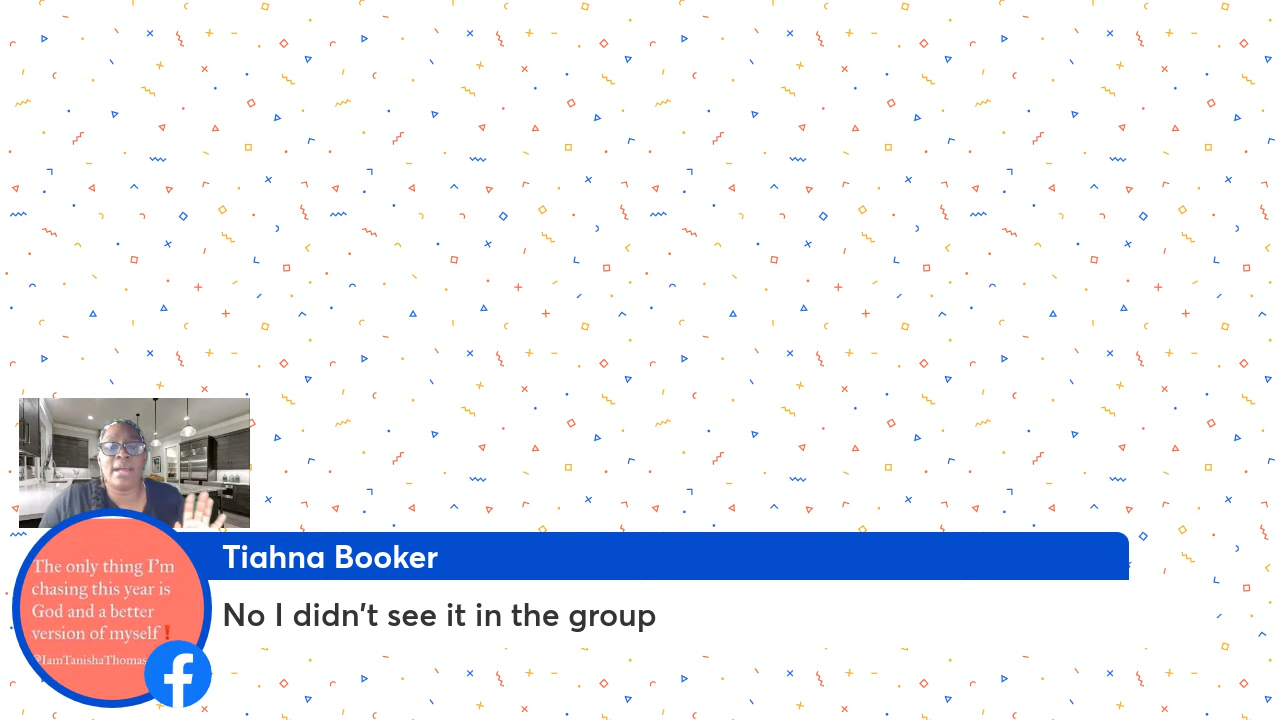 Tiahna Booker
No I didn't see it in the group
The only thing I'm
chasing this year is
God and a better
version of myself❗
@IamTanishaThomas